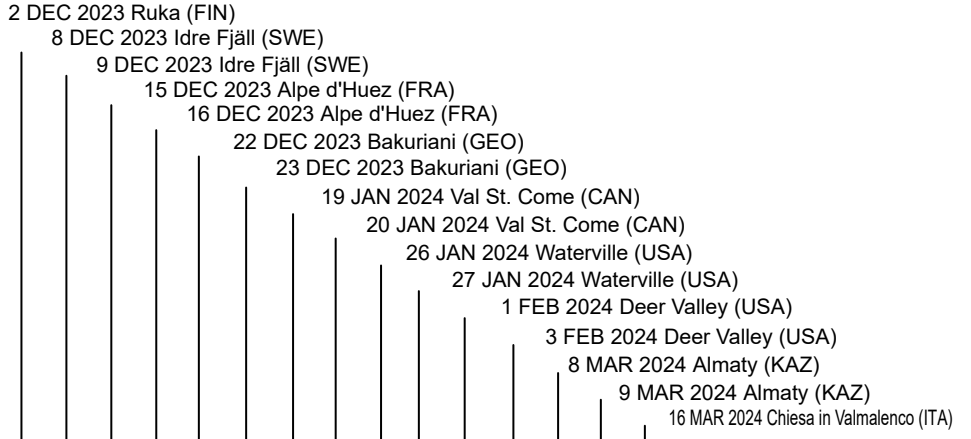 2 DEC 2023 Ruka (FIN)
8 DEC 2023 Idre Fjäll (SWE)
9 DEC 2023 Idre Fjäll (SWE)
15 DEC 2023 Alpe d'Huez (FRA)
16 DEC 2023 Alpe d'Huez (FRA)
22 DEC 2023 Bakuriani (GEO)
23 DEC 2023 Bakuriani (GEO)
19 JAN 2024 Val St. Come (CAN)
20 JAN 2024 Val St. Come (CAN)
26 JAN 2024 Waterville (USA)
27 JAN 2024 Waterville (USA)
1 FEB 2024 Deer Valley (USA)
3 FEB 2024 Deer Valley (USA)
8 MAR 2024 Almaty (KAZ)
9 MAR 2024 Almaty (KAZ)
16 MAR 2024 Chiesa in Valmalenco (ITA)